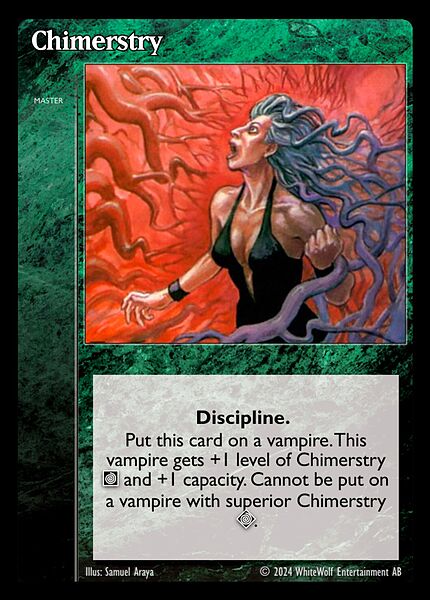 Chimerstry
MASTER
Discipline.
Put this card on a vampire. This
vampire gets +1 level of Chimerstry
and +1 capacity. Cannot be put on
a vampire with superior Chimerstry
.
Illus: Samuel Araya © 2024 WhiteWolf Entertainment AB